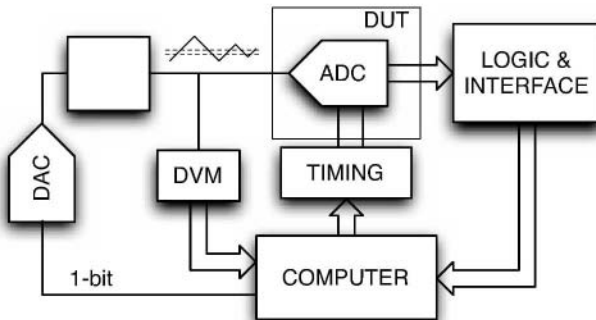 DUT
ADC
LOGIC &
INTERFACE
DAC
DVM
TIMING
1-bit
COMPUTER